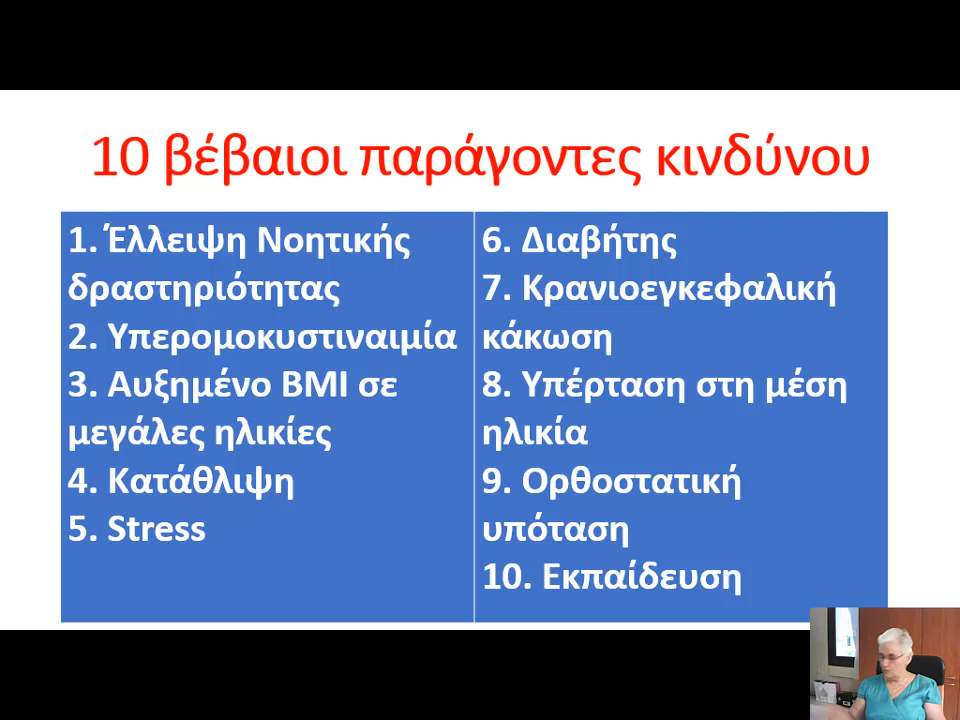 10 βέβαιοι παράγοντες κινδύνου
1. Έλλειψη Νοητικής
δραστηριότητας
2. Υπερομοκυστιναιμία
3. Αυξημένο BMI σε
μεγάλες ηλικίες
4. Κατάθλιψη
5. Stress
6. Διαβήτης
7. Κρανιοεγκεφαλική
κάκωση
8. Υπέρταση στη μέση
ηλικία
9. Ορθοστατική
υπόταση
10. Εκπαίδευση